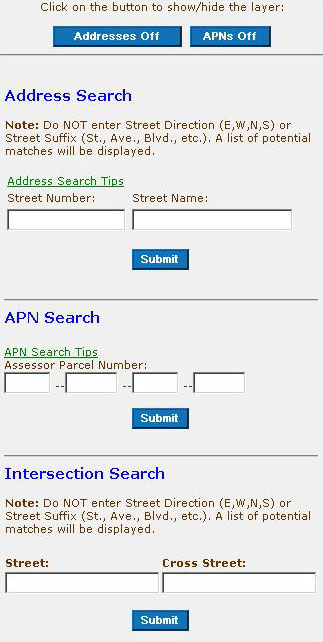 Click on the button to show/hide the layer:
Addresses Off APNs Off
Address Search
Note: Do NOT enter Street Direction (E,W,N,S) or
Street Suffix (St., Ave., Blvd., etc.). A list of potential
matches will be displayed.
Address Search Tips
Street Number: Street Name:
Submit
APN Search
APN Search Tips
Assessor Parcel Number:
-- -- --
Submit
Intersection Search
Note: Do NOT enter Street Direction (E,W,N,S) or
Street Suffix (St., Ave., Blvd., etc.). A list of potential
matches will be displayed.
Street: Cross Street:
Submit